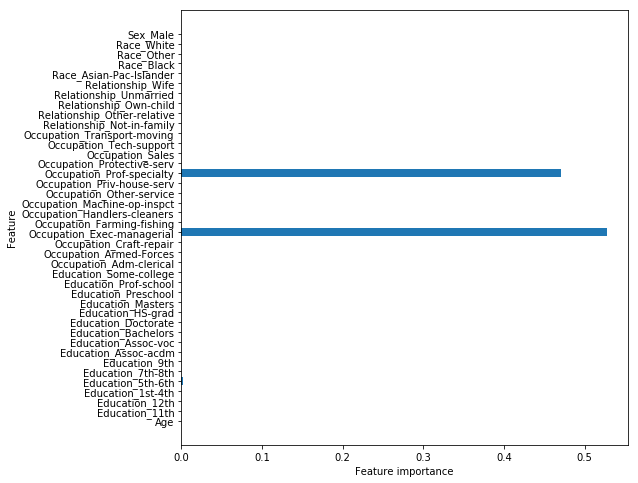 Sex_Male
Race_White
Race_Other
Race_Black
Race_Asian-Pac-Islander
Relationship_Wife
Relationship_Unmarried
Relationship_Own-child
Relationship_Other-relative
Relationship_Not-in-family
Occupation_Transport-moving
Occupation_Tech-support
Occupation_Sales
Occupation_Protective-serv
Occupation_Prof-specialty
Occupation_Priv-house-serv
Occupation_Other-service
Occupation_Machine-op-inspct
Occupation_Handlers-cleaners
Occupation_Farming-fishing
Occupation_Exec-managerial
Occupation_Craft-repair
Occupation_Armed-Forces
Occupation_Adm-clerical
Education_Some-college
Education_Prof-school
Education_Preschool
Education_Masters
Education_HS-grad
Education_Doctorate
Education_Bachelors
Education_Assoc-voc
Education_Assoc-acdm
Education_9th
Education_7th-8th
Education_5th-6th
Education_1st-4th
Education_12th
Education_11th
Age
Feature
0.0 0.1 0.2 0.3 0.4 0.5
Feature importance